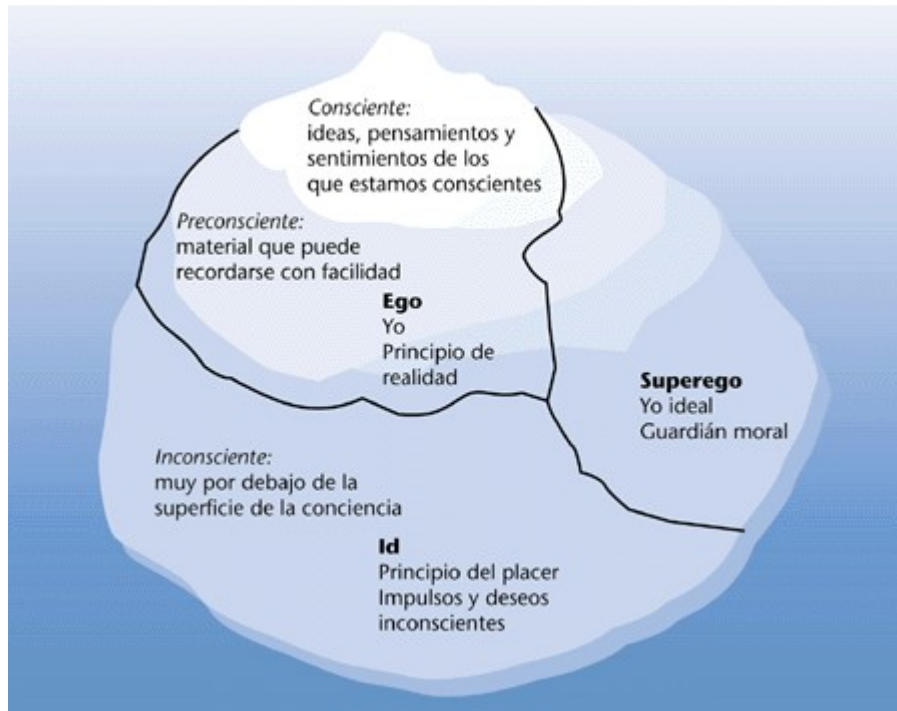 Consciente:
ideas, pensamientos y
sentimientos de los
que estamos conscientes
Preconsciente:
material que puede
recordarse con facilidad
Ego
Yo
Principio de
realidad
Superego
Yo ideal
Guardián moral
Inconsciente:
muy por debajo de la
superficie de la conciencia
Id
Principio del placer
Impulsos y deseos
inconscientes